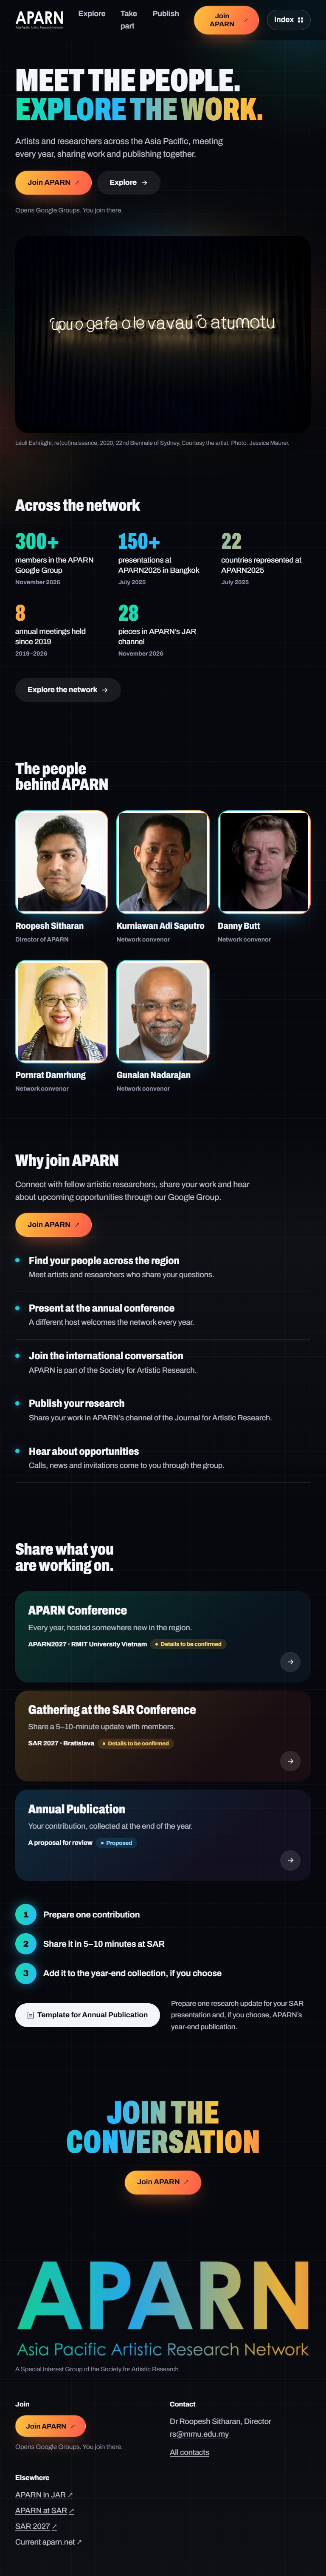 APARN
Asia Pacific Artistic Research Network
Explore
Take part
Publish
Join APARN ↗
Index
MEET THE PEOPLE.
EXPLORE THE WORK.
Artists and researchers across the Asia Pacific, meeting
every year, sharing work and publishing together.
Join APARN ↗
Explore →
Opens Google Groups. You join there.
gafa o le vavau
atumotu
Léuli Eshrāghi, re(cul)naissance, 2020, 22nd Biennale of Sydney. Courtesy the artist. Photo: Jessica Maurer.
Across the network
300+
members in the APARN
Google Group
November 2026
150+
presentations at
APARN2025 in Bangkok
July 2025
22
countries represented at
APARN2025
July 2025
8
annual meetings held
since 2019
2019–2026
28
pieces in APARN's JAR
channel
November 2026
Explore the network →
The people
behind APARN
Roopesh Sitharan
Director of APARN
Kurniawan Adi Saputro
Network convenor
Danny Butt
Network convenor
Pornrat Damrhung
Network convenor
Gunalan Nadarajan
Network convenor
Why join APARN
Connect with fellow artistic researchers, share your work and hear
about upcoming opportunities through our Google Group.
Join APARN ↗
Find your people across the region
Meet artists and researchers who share your questions.
Present at the annual conference
A different host welcomes the network every year.
Join the international conversation
APARN is part of the Society for Artistic Research.
Publish your research
Share your work in APARN's channel of the Journal for Artistic Research.
Hear about opportunities
Calls, news and invitations come to you through the group.
Share what you
are working on.
APARN Conference
Every year, hosted somewhere new in the region.
APARN2027 · RMIT University Vietnam
Details to be confirmed
→
Gathering at the SAR Conference
Share a 5–10-minute update with members.
SAR 2027 · Bratislava
Details to be confirmed
→
Annual Publication
Your contribution, collected at the end of the year.
A proposal for review
Proposed
→
1 Prepare one contribution
2 Share it in 5–10 minutes at SAR
3 Add it to the year-end collection, if you choose
Template for Annual Publication
Prepare one research update for your SAR
presentation and, if you choose, APARN's
year-end publication.
JOIN THE
CONVERSATION
Join APARN ↗
APARN
Asia Pacific Artistic Research Network
A Special Interest Group of the Society for Artistic Research
Join
Join APARN ↗
Opens Google Groups. You join there.
Contact
Dr Roopesh Sitharan, Director
rs@mmu.edu.my
All contacts
Elsewhere
APARN in JAR ↗
APARN at SAR ↗
SAR 2027 ↗
Current aparn.net ↗